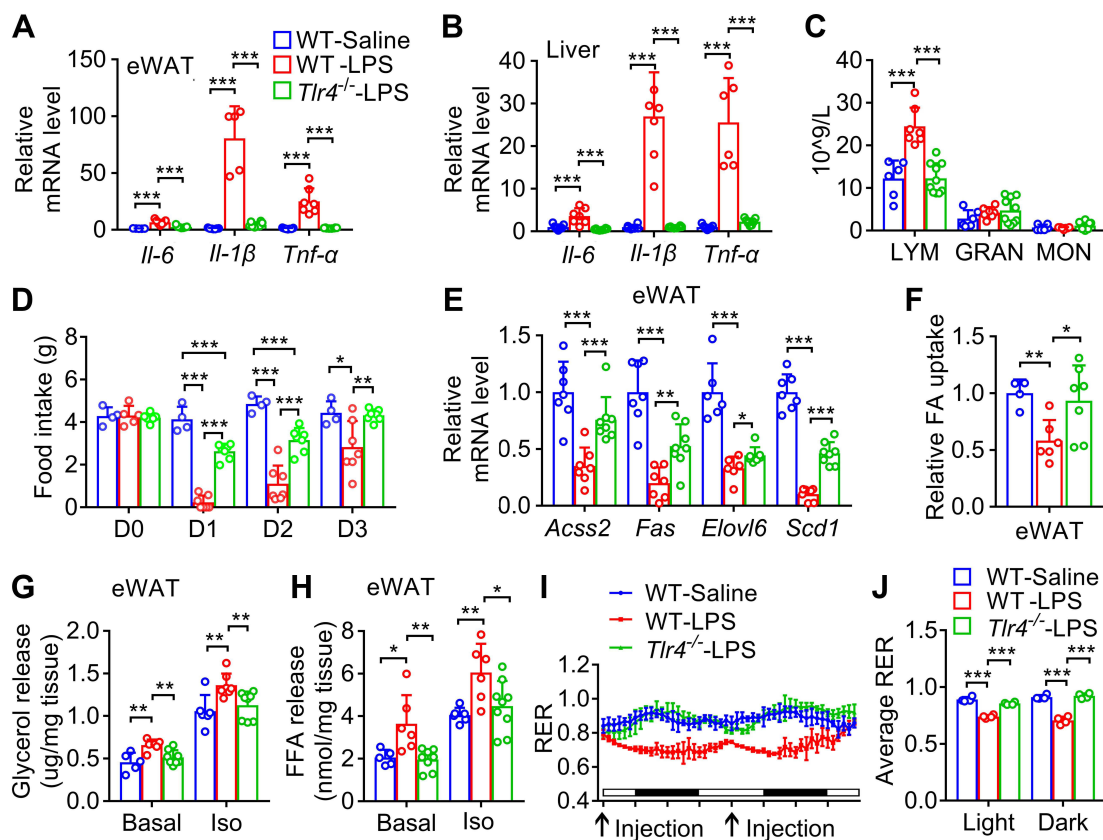 A
eWAT
WT-Saline
WT-LPS
Tlr4-/--LPS
Relative
mRNA level
150
100
50
0
***
***
***
***
***
***
Il-6
Il-1β
Tnf-α
B
Liver
Relative
mRNA level
40
30
20
10
0
***
***
***
***
***
***
Il-6
Il-1β
Tnf-α
C
10^9/L
40
30
20
10
0
***
***
LYM
GRAN
MON
D
Food intake (g)
8
6
4
2
0
***
***
***
***
***
***
*
**
D0
D1
D2
D3
E
eWAT
Relative
mRNA level
1.5
1.0
0.5
0.0
***
***
***
**
***
*
***
***
Acss2
Fas
Elovl6
Scd1
F
Relative FA uptake
1.5
1.0
0.5
0.0
**
*
eWAT
G
eWAT
Glycerol release
(ug/mg tissue)
2.0
1.5
1.0
0.5
0.0
**
**
**
**
Basal
Iso
H
eWAT
FFA release
(nmol/mg tissue)
8
6
4
2
0
*
**
**
*
Basal
Iso
I
WT-Saline
WT-LPS
Tlr4-/--LPS
RER
1.0
0.8
0.6
0.4
↑ Injection
↑ Injection
J
WT-Saline
WT-LPS
Tlr4-/--LPS
Average RER
1.5
1.0
0.5
0.0
***
***
***
***
Light
Dark